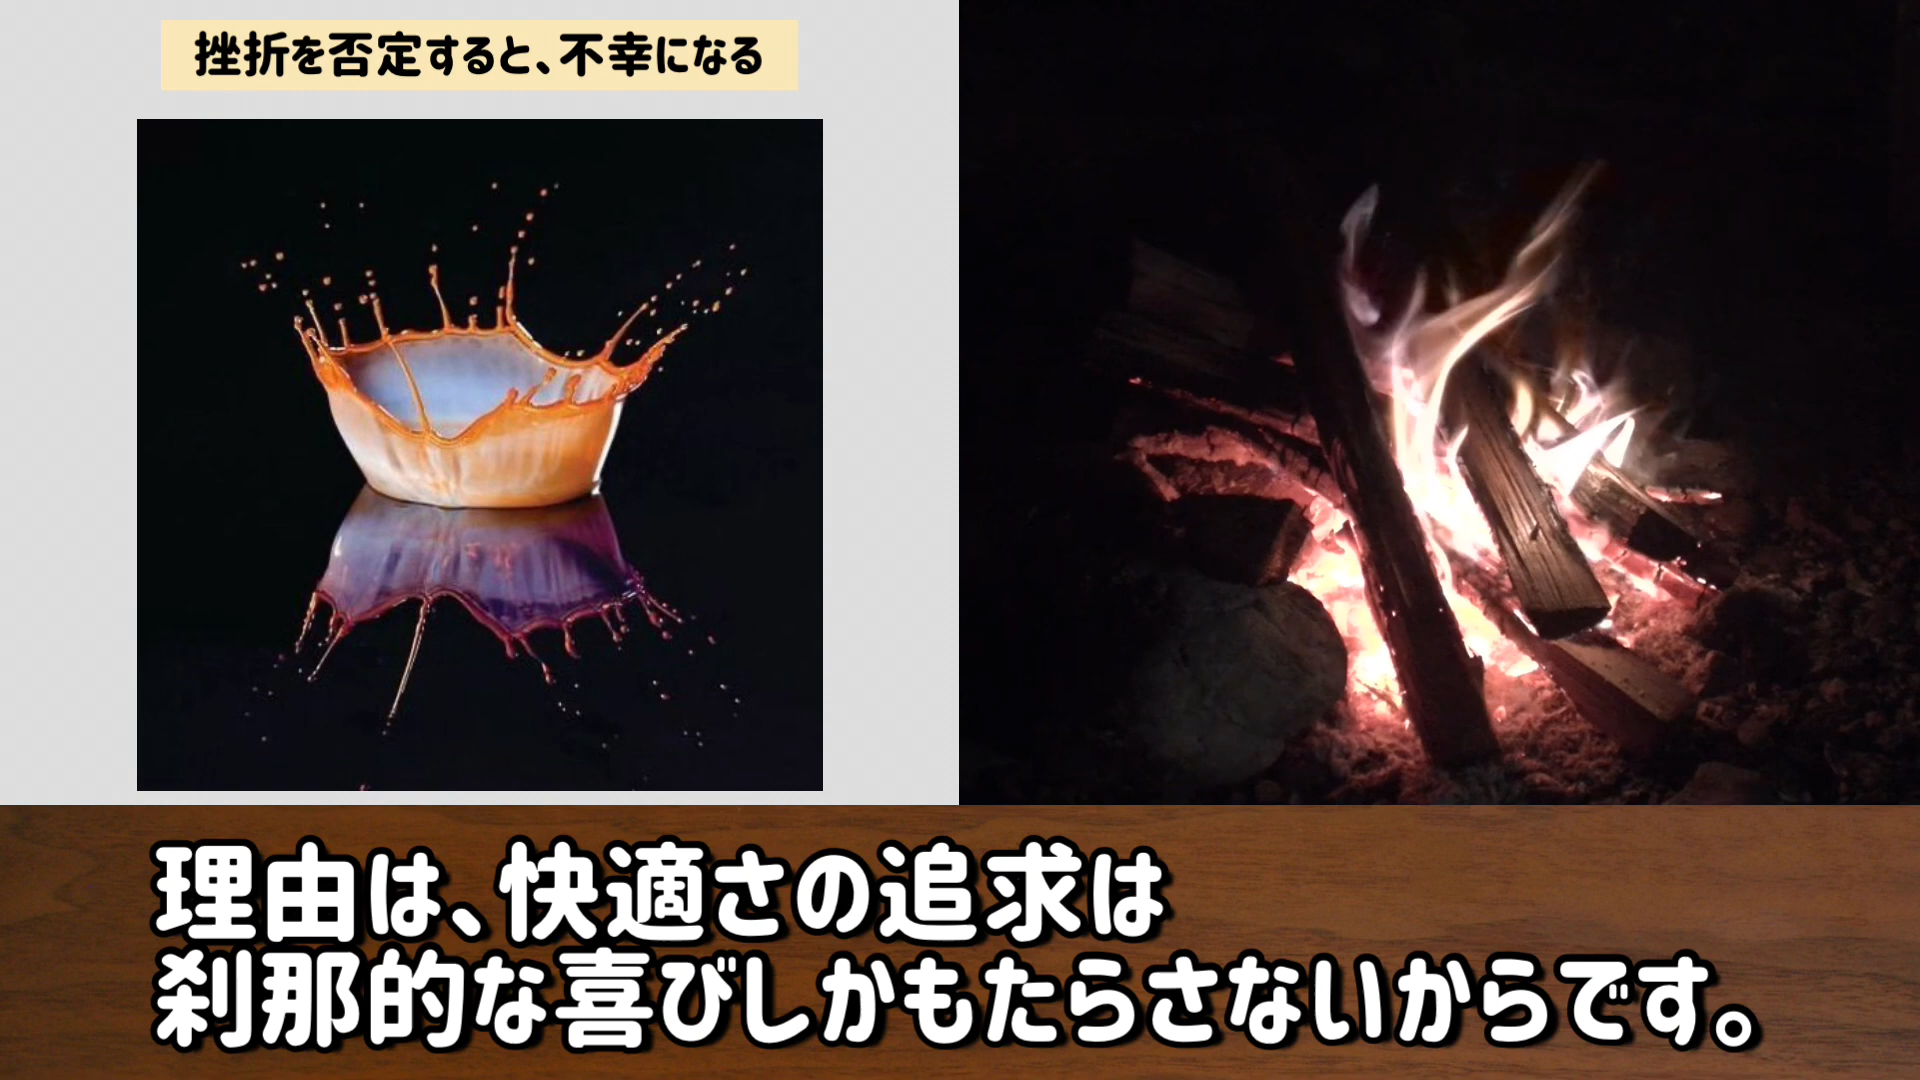 挫折を否定すると、不幸になる
理由は、快適さの追求は
刹那的な喜びしかもたらさないからです。